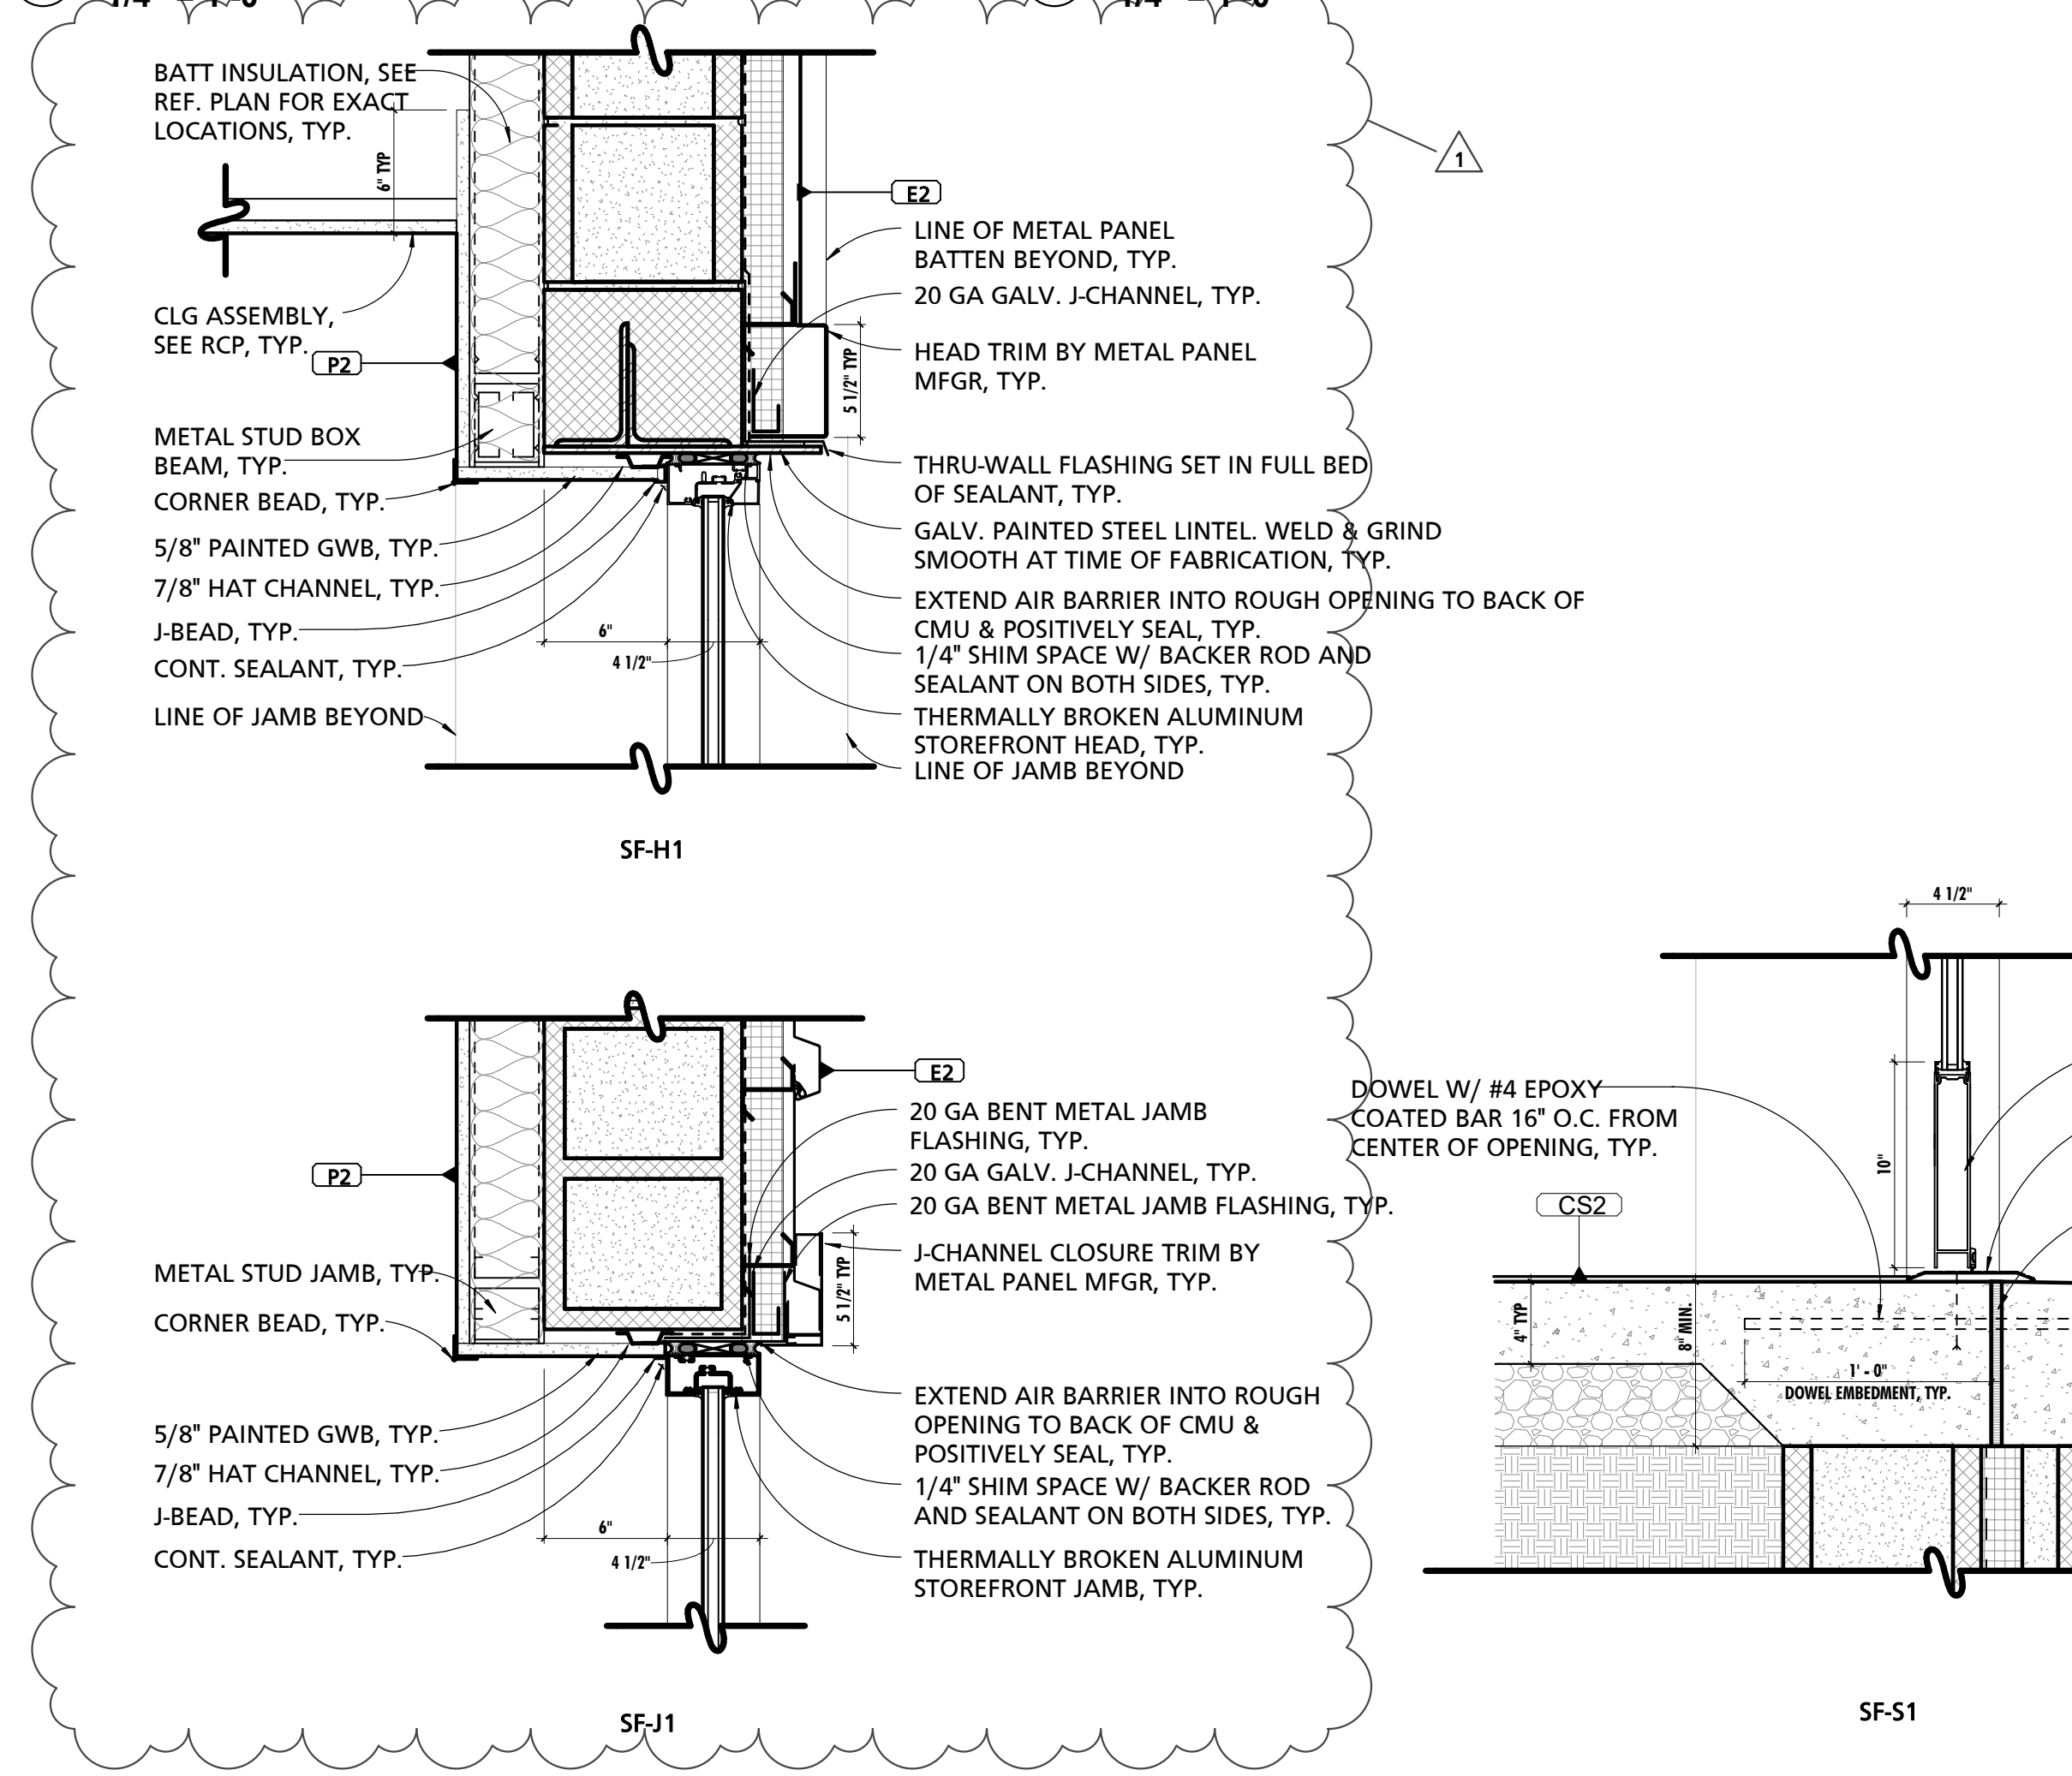 BATT INSULATION, SEE
REF. PLAN FOR EXACT
LOCATIONS, TYP.
6" TYP
CLG ASSEMBLY,
SEE RCP, TYP.
P2
METAL STUD BOX
BEAM, TYP.
CORNER BEAD, TYP.
5/8" PAINTED GWB, TYP.
7/8" HAT CHANNEL, TYP.
J-BEAD, TYP.
CONT. SEALANT, TYP.
LINE OF JAMB BEYOND
6"
4 1/2"
1
E2
LINE OF METAL PANEL
BATTEN BEYOND, TYP.
20 GA GALV. J-CHANNEL, TYP.
HEAD TRIM BY METAL PANEL
MFGR, TYP.
5 1/2" TYP
THRU-WALL FLASHING SET IN FULL BED
OF SEALANT, TYP.
GALV. PAINTED STEEL LINTEL. WELD & GRIND
SMOOTH AT TIME OF FABRICATION, TYP.
EXTEND AIR BARRIER INTO ROUGH OPENING TO BACK OF
CMU & POSITIVELY SEAL, TYP.
1/4" SHIM SPACE W/ BACKER ROD AND
SEALANT ON BOTH SIDES, TYP.
THERMALLY BROKEN ALUMINUM
STOREFRONT HEAD, TYP.
LINE OF JAMB BEYOND
SF-H1
P2
METAL STUD JAMB, TYP.
CORNER BEAD, TYP.
5/8" PAINTED GWB, TYP.
7/8" HAT CHANNEL, TYP.
J-BEAD, TYP.
CONT. SEALANT, TYP.
6"
4 1/2"
E2
20 GA BENT METAL JAMB
FLASHING, TYP.
20 GA GALV. J-CHANNEL, TYP.
20 GA BENT METAL JAMB FLASHING, TYP.
J-CHANNEL CLOSURE TRIM BY
METAL PANEL MFGR, TYP.
5 1/2" TYP
EXTEND AIR BARRIER INTO ROUGH
OPENING TO BACK OF CMU &
POSITIVELY SEAL, TYP.
1/4" SHIM SPACE W/ BACKER ROD
AND SEALANT ON BOTH SIDES, TYP.
THERMALLY BROKEN ALUMINUM
STOREFRONT JAMB, TYP.
SF-J1
4 1/2"
DOWEL W/ #4 EPOXY
COATED BAR 16" O.C. FROM
CENTER OF OPENING, TYP.
10"
CS2
4" TYP
8" MIN.
1' - 0"
DOWEL EMBEDMENT, TYP.
SF-S1